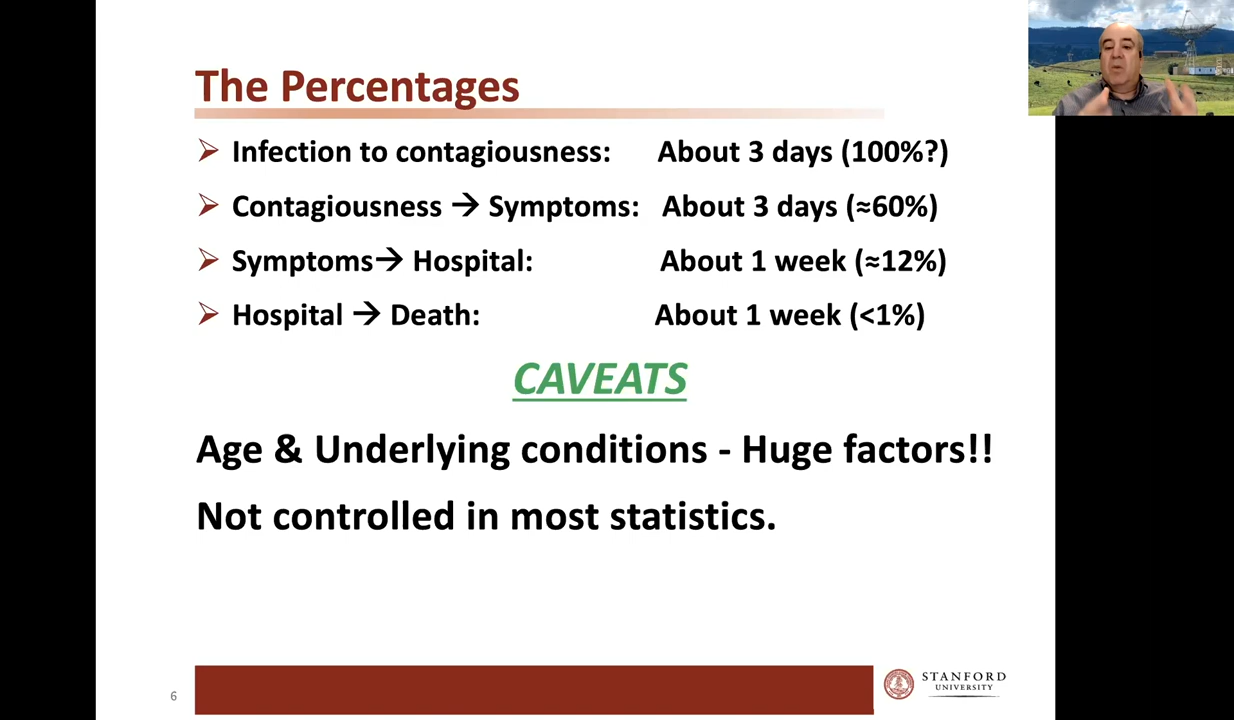 The Percentages
➢ Infection to contagiousness: About 3 days (100%?)
➢ Contagiousness → Symptoms: About 3 days (≈60%)
➢ Symptoms→ Hospital: About 1 week (≈12%)
➢ Hospital → Death: About 1 week (<1%)
CAVEATS
Age & Underlying conditions - Huge factors!!
Not controlled in most statistics.
6
STANFORD
UNIVERSITY